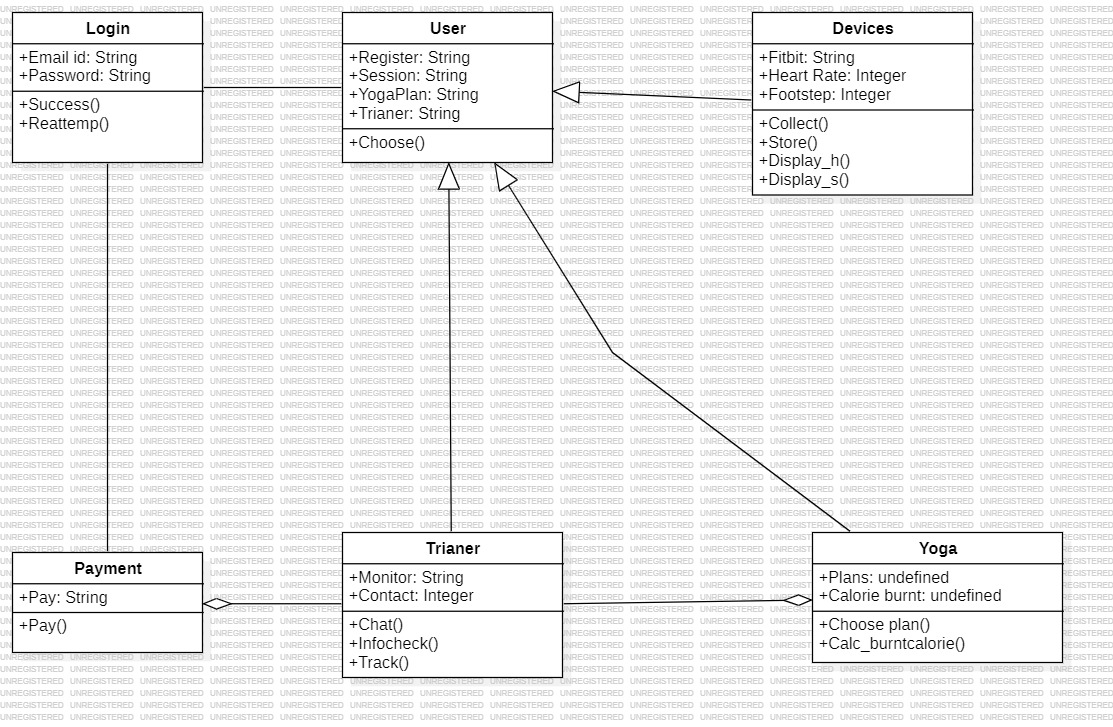 Login
+Email id: String
+Password: String
+Success()
+Reattemp()
User
+Register: String
+Session: String
+YogaPlan: String
+Trianer: String
+Choose()
Devices
+Fitbit: String
+Heart Rate: Integer
+Footstep: Integer
+Collect()
+Store()
+Display_h()
+Display_s()
Payment
+Pay: String
+Pay()
Trianer
+Monitor: String
+Contact: Integer
+Chat()
+Infocheck()
+Track()
Yoga
+Plans: undefined
+Calorie burnt: undefined
+Choose plan()
+Calc_burntcalorie()
UNREGISTERED